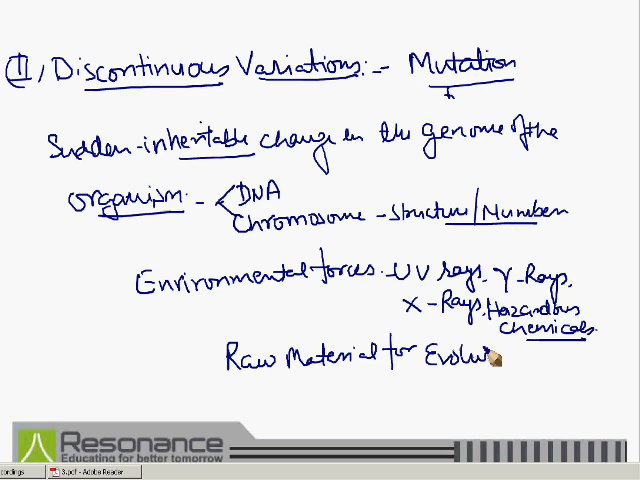 (II), Discontinuous Variations:- Mutation
Sudden-inheritable change in the genome of the
organism. - DNA
Chromosome - Structure/Number
Environmental forces. - UV rays, γ-Rays,
X-Rays, Hazardous
Chemicals.
Raw Material for Evolu
Resonance
Educating for better tomorrow
cordings 3.pdf - Adobe Reader